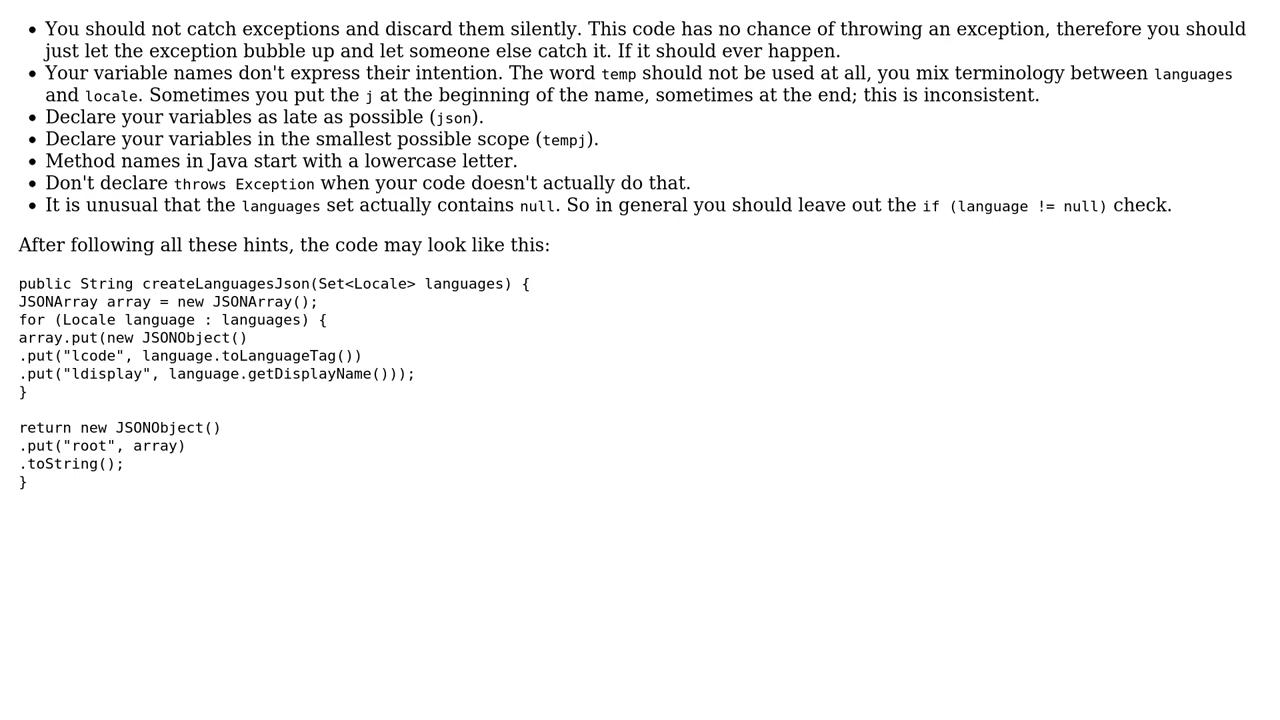 • You should not catch exceptions and discard them silently. This code has no chance of throwing an exception, therefore you should
just let the exception bubble up and let someone else catch it. If it should ever happen.
• Your variable names don't express their intention. The word temp should not be used at all, you mix terminology between languages
and locale. Sometimes you put the j at the beginning of the name, sometimes at the end; this is inconsistent.
• Declare your variables as late as possible (json).
• Declare your variables in the smallest possible scope (tempj).
• Method names in Java start with a lowercase letter.
• Don't declare throws Exception when your code doesn't actually do that.
• It is unusual that the languages set actually contains null. So in general you should leave out the if (language != null) check.
After following all these hints, the code may look like this:
public String createLanguagesJson(Set<Locale> languages) {
JSONArray array = new JSONArray();
for (Locale language : languages) {
array.put(new JSONObject()
.put("lcode", language.toLanguageTag())
.put("ldisplay", language.getDisplayName()));
}
return new JSONObject()
.put("root", array)
.toString();
}